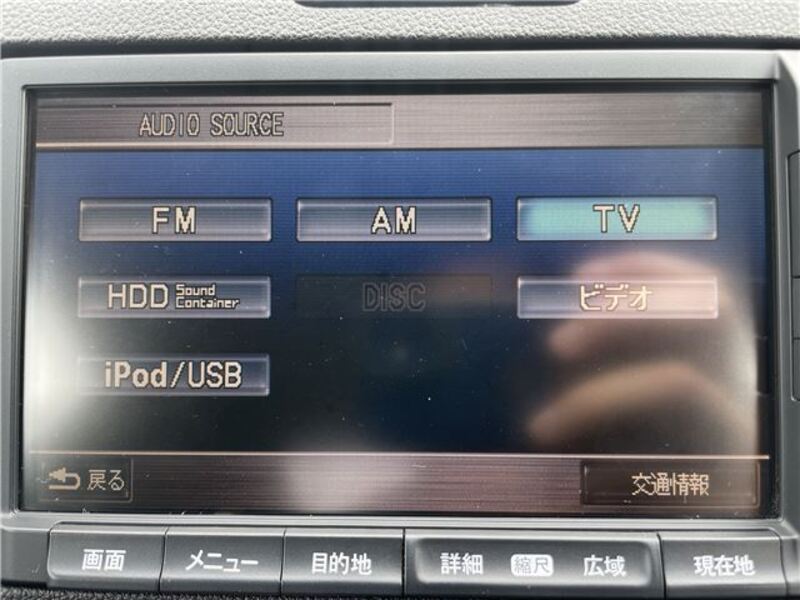 AUDIO SOURCE
FM AM TV
HDD Sound Container DISC ビデオ
iPod/USB
戻る 交通情報
画面 メニュー 目的地 詳細 縮尺 広域 現在地